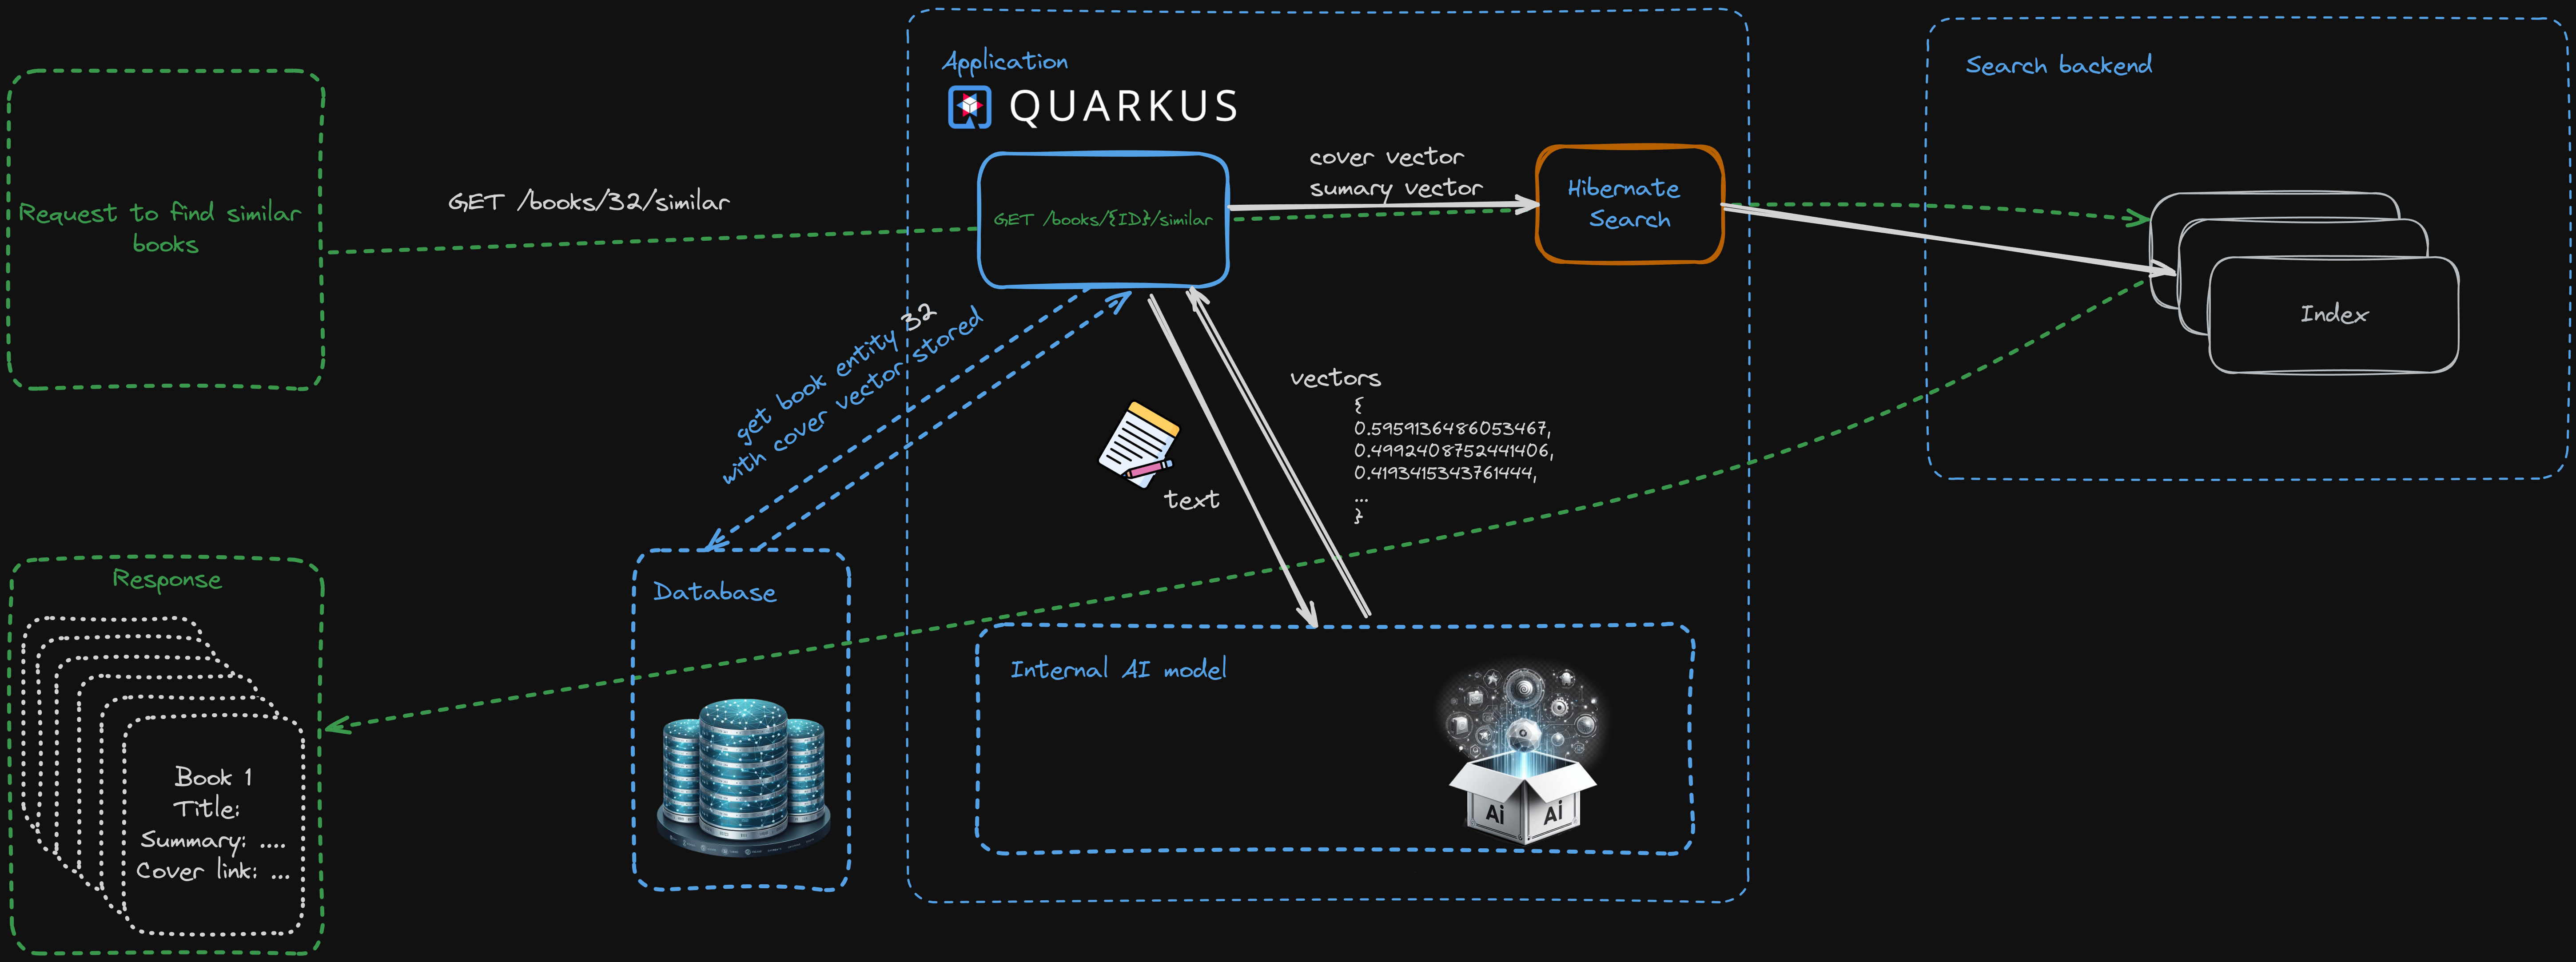 Application
QUARKUS
Search backend
Request to find similar
books
GET /books/32/similar
GET /books/{ID}/similar
cover vector
sumary vector
Hibernate
Search
Index
get book entity 32
with cover vector stored
text
vectors
{
0.5959136486053467,
0.4992408752441406,
0.4193415343761444,
...
}
Response
Book 1
Title:
Summary: ....
Cover link: ...
Database
Internal AI model
Ai
Ai